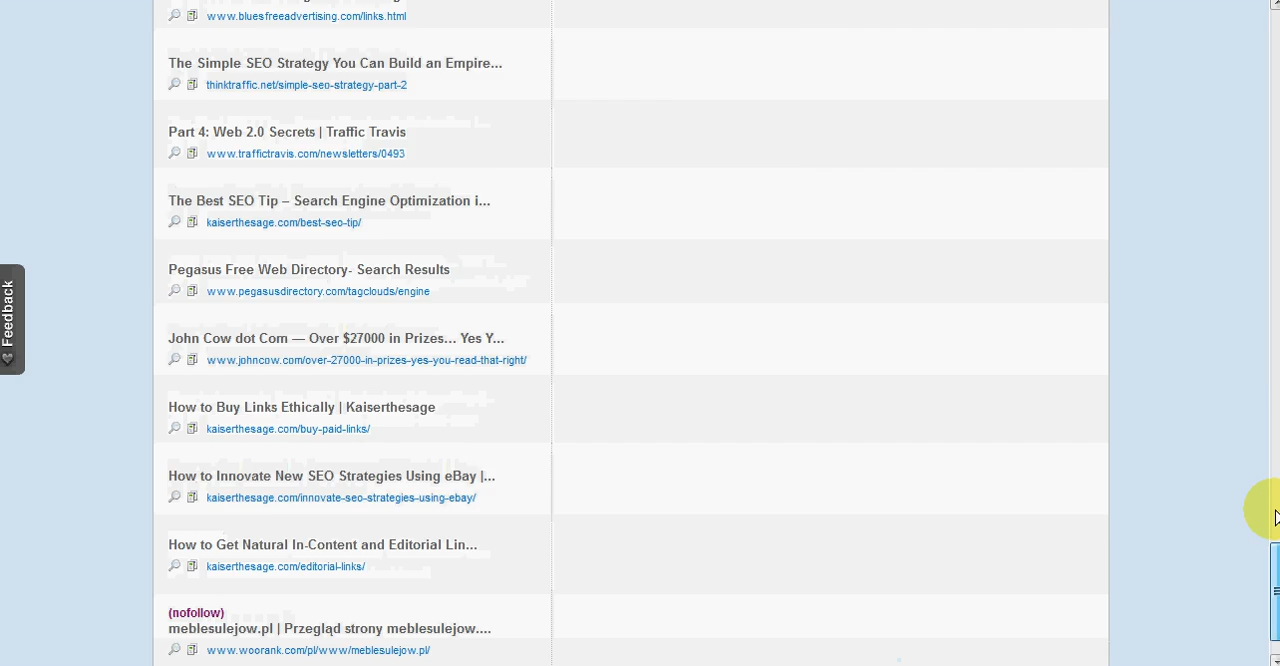 www.bluesfreeadvertising.com/links.html
The Simple SEO Strategy You Can Build an Empire...
thinktraffic.net/simple-seo-strategy-part-2
Part 4: Web 2.0 Secrets | Traffic Travis
www.traffictravis.com/newsletters/0493
The Best SEO Tip – Search Engine Optimization i...
kaiserthesage.com/best-seo-tip/
Pegasus Free Web Directory- Search Results
www.pegasusdirectory.com/tagclouds/engine
Feedback
John Cow dot Com — Over $27000 in Prizes... Yes Y...
www.johncow.com/over-27000-in-prizes-yes-you-read-that-right/
How to Buy Links Ethically | Kaiserthesage
kaiserthesage.com/buy-paid-links/
How to Innovate New SEO Strategies Using eBay |...
kaiserthesage.com/innovate-seo-strategies-using-ebay/
How to Get Natural In-Content and Editorial Lin...
kaiserthesage.com/editorial-links/
(nofollow)
meblesulejow.pl | Przegląd strony meblesulejow....
www.woorank.com/pl/www/meblesulejow.pl/